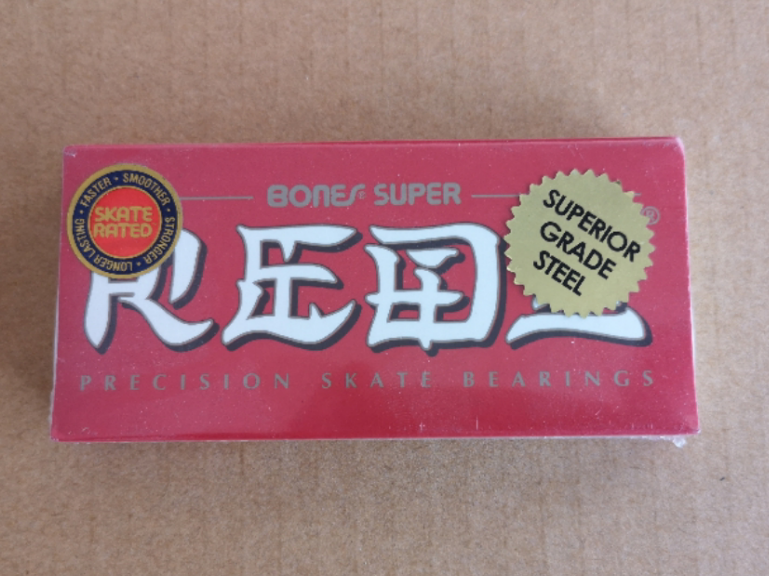 BONES SUPER
REDS®
PRECISION SKATE BEARINGS
FASTER • SMOOTHER • STRONGER • LONGER LASTING •
SKATE
RATED
SUPERIOR
GRADE
STEEL